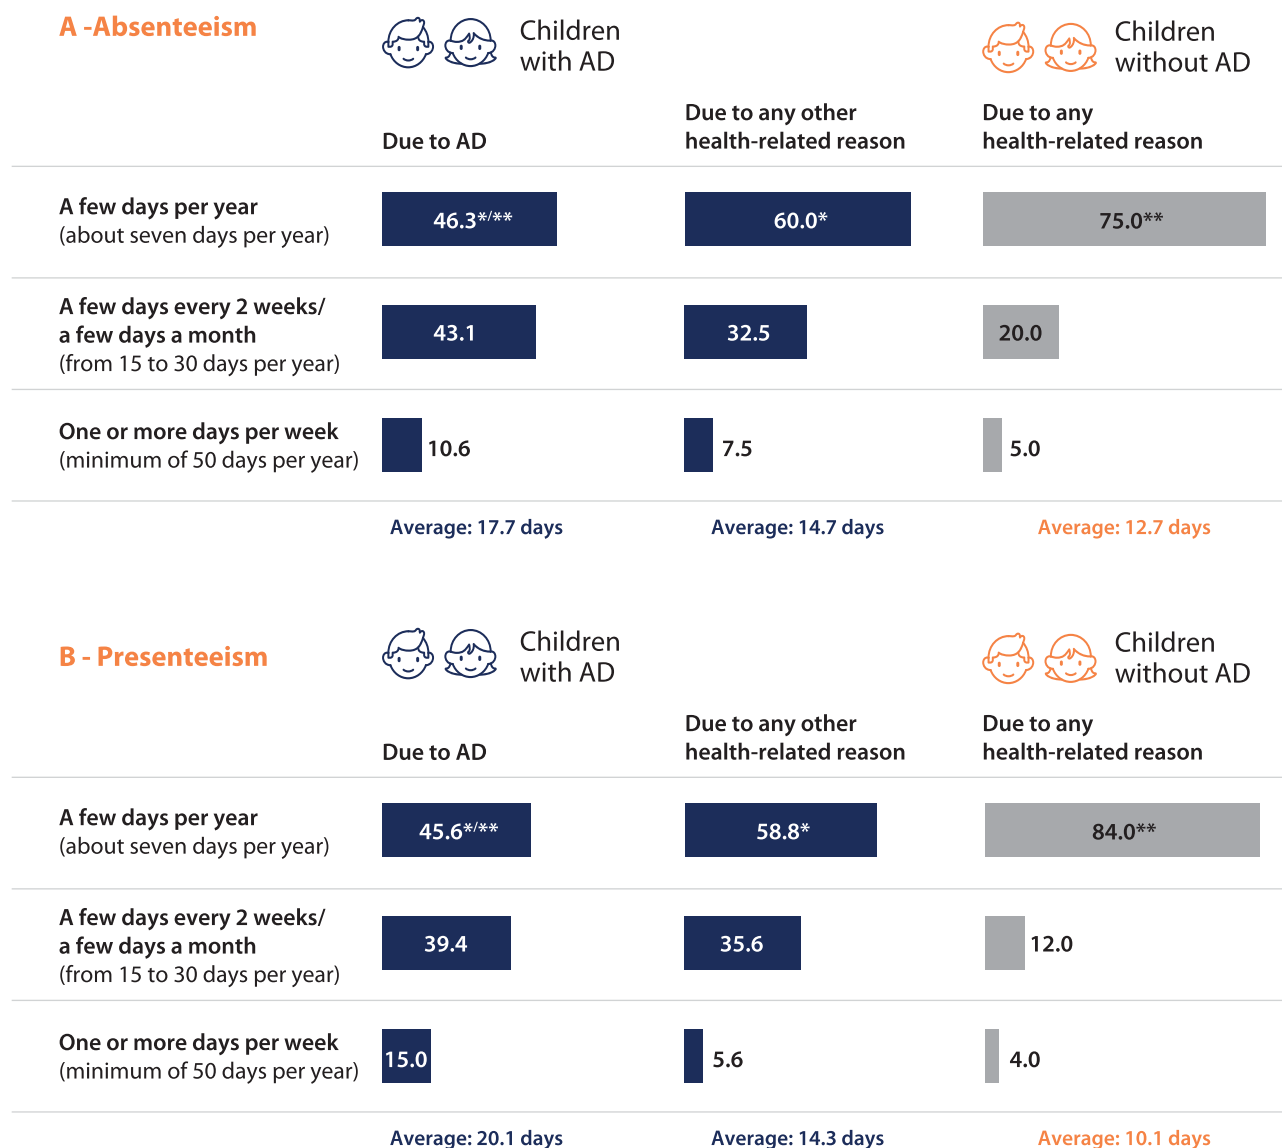 A -Absenteeism
Children
with AD
Children
without AD
Due to AD
Due to any other
health-related reason
Due to any
health-related reason
A few days per year
(about seven days per year)
46.3*/**
60.0*
75.0**
A few days every 2 weeks/
a few days a month
(from 15 to 30 days per year)
43.1
32.5
20.0
One or more days per week
(minimum of 50 days per year)
10.6
7.5
5.0
Average: 17.7 days
Average: 14.7 days
Average: 12.7 days
B - Presenteeism
Children
with AD
Children
without AD
Due to AD
Due to any other
health-related reason
Due to any
health-related reason
A few days per year
(about seven days per year)
45.6*/**
58.8*
84.0**
A few days every 2 weeks/
a few days a month
(from 15 to 30 days per year)
39.4
35.6
12.0
One or more days per week
(minimum of 50 days per year)
15.0
5.6
4.0
Average: 20.1 days
Average: 14.3 days
Average: 10.1 days